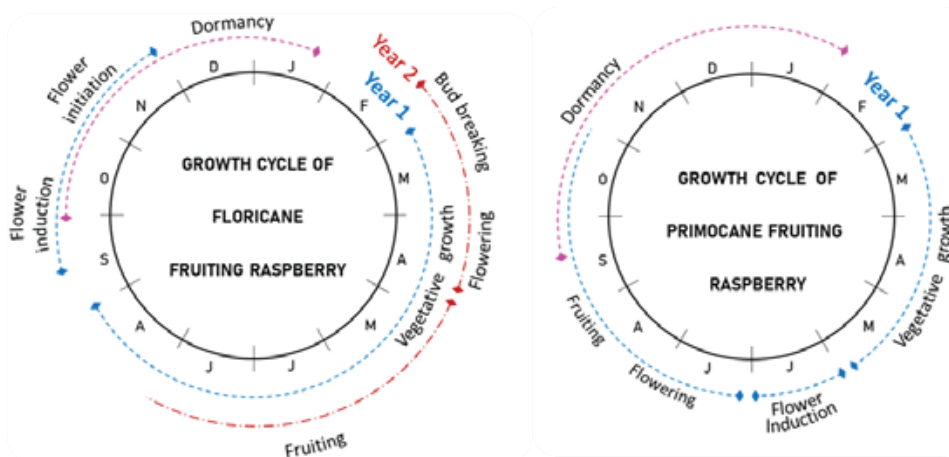 Dormancy
Flower
initiation
Flower
induction
Year 2
Year 1
Bud breaking
Flowering
Vegetative growth
Fruiting
D
J
F
M
A
M
J
J
A
S
O
N
GROWTH CYCLE OF
FLORICANE
FRUITING RASPBERRY
Dormancy
Year 1
Vegetative growth
Flower
Induction
Flowering
Fruiting
D
J
F
M
A
M
J
J
A
S
O
N
GROWTH CYCLE OF
PRIMOCANE FRUITING
RASPBERRY